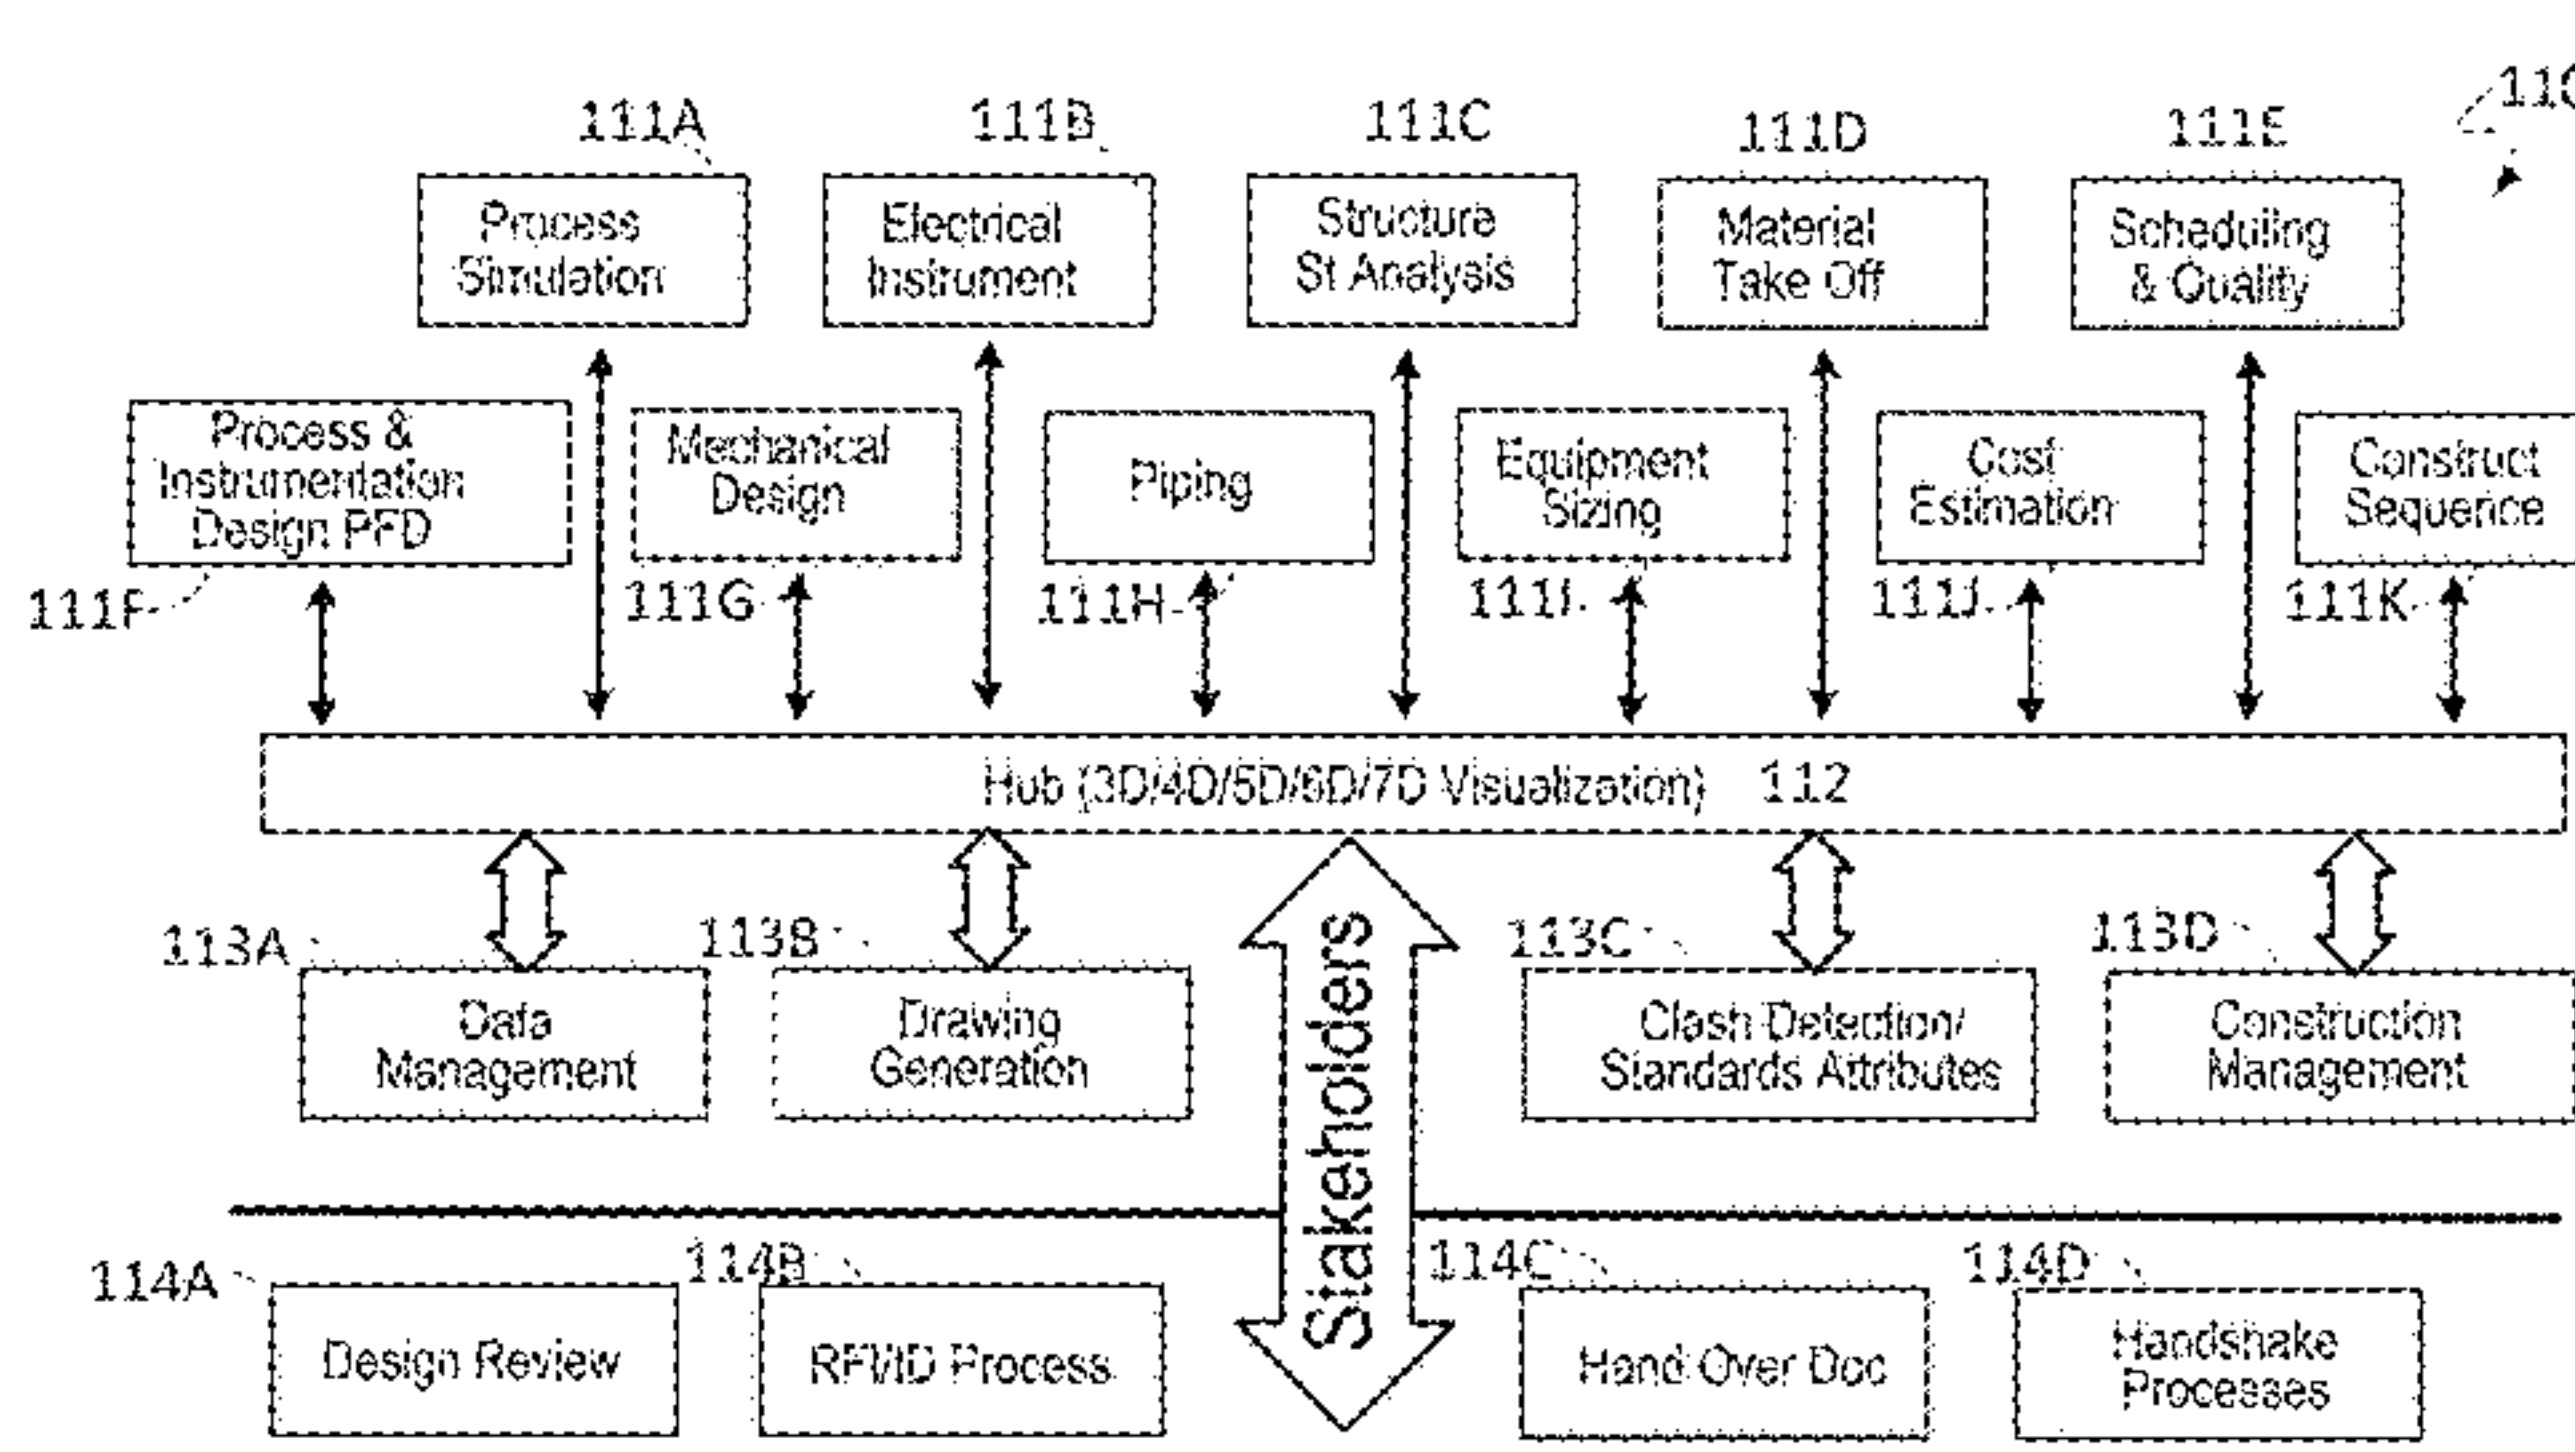 110
111A
111B
111C
111D
111E
Process
Simulation
Electrical
Instrument
Structure
St Analysis
Material
Take Off
Scheduling
& Quality
Process &
Instrumentation
Design PFD
Mechanical
Design
Piping
Equipment
Sizing
Cost
Estimation
Construct
Sequence
111F
111G
111H
111I
111J
111K
Hub (3D/4D/5D/6D/7D Visualization) 112
113A
113B
113C
113D
Data
Management
Drawing
Generation
Stakeholders
Clash Detection/
Standards Attributes
Construction
Management
114A
114B
114C
114D
Design Review
Process
Hand Over Doc
Handshake
Processes